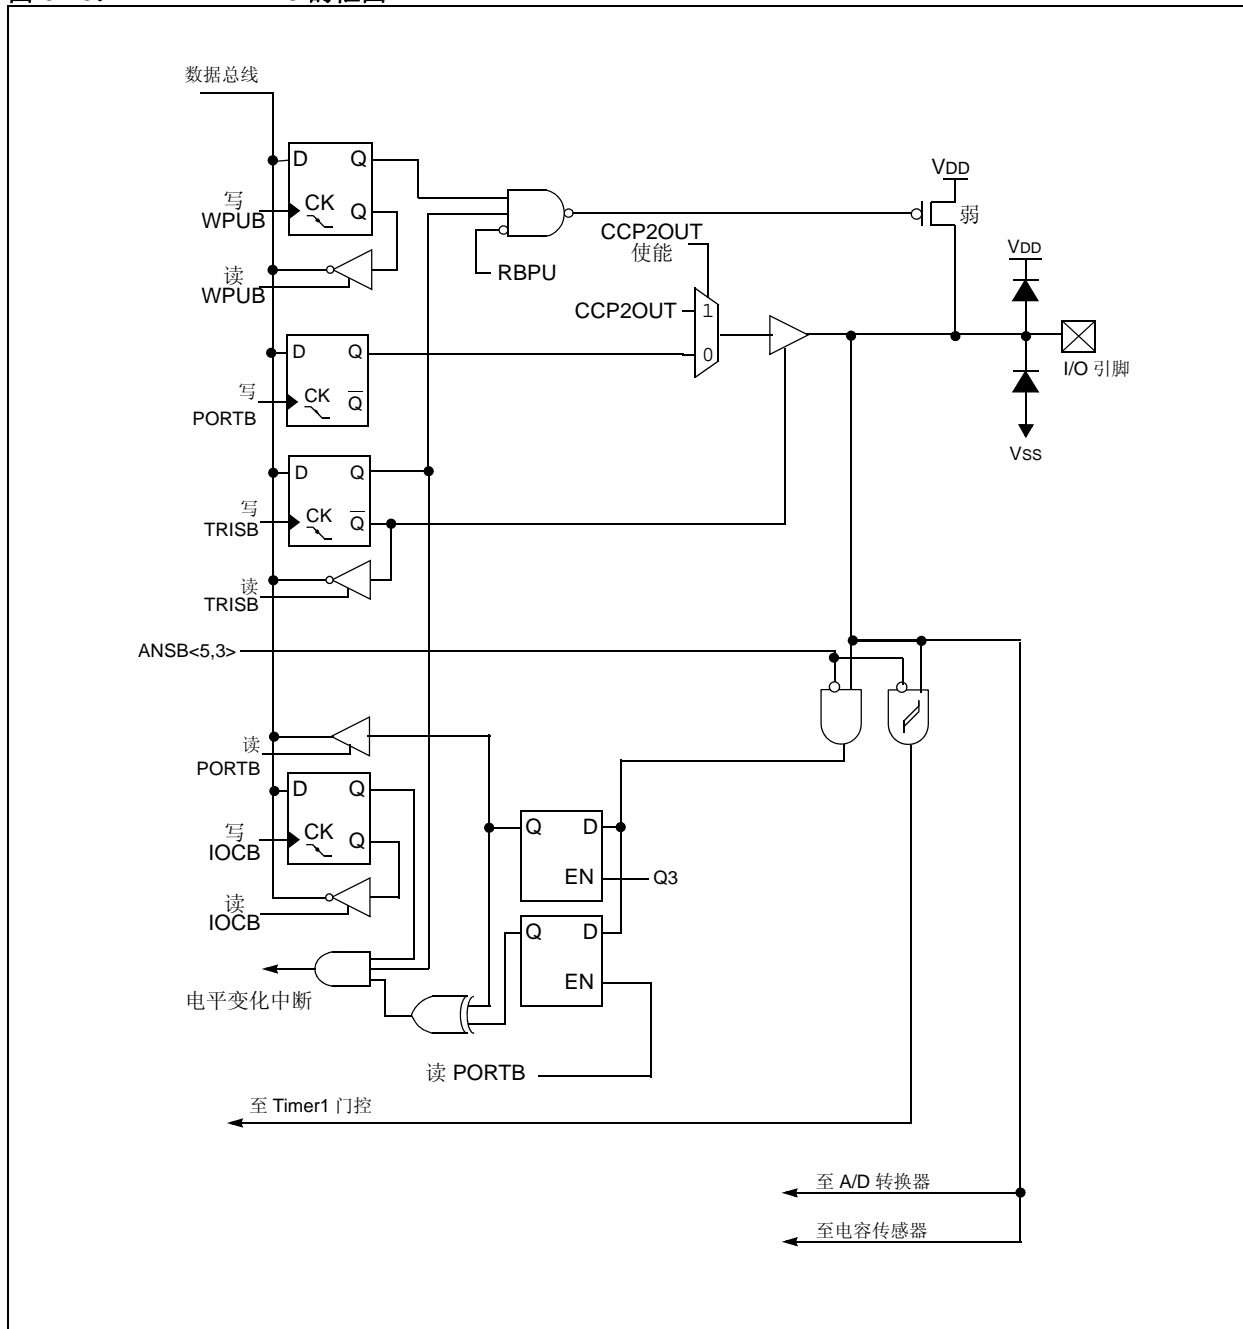 数据总线
D Q
CK
Q
写
WPUB
读
WPUB
RBPU
CCP2OUT
使能
CCP2OUT
1
0
VDD
弱
VDD
I/O 引脚
VSS
D Q
CK Q
写
PORTB
D Q
CK Q
写
TRISB
读
TRISB
ANSB<5,3>
读
PORTB
D Q
CK
Q
写
IOCB
读
IOCB
Q D
EN
Q3
Q D
EN
电平变化中断
读 PORTB
至 Timer1 门控
至 A/D 转换器
至电容传感器